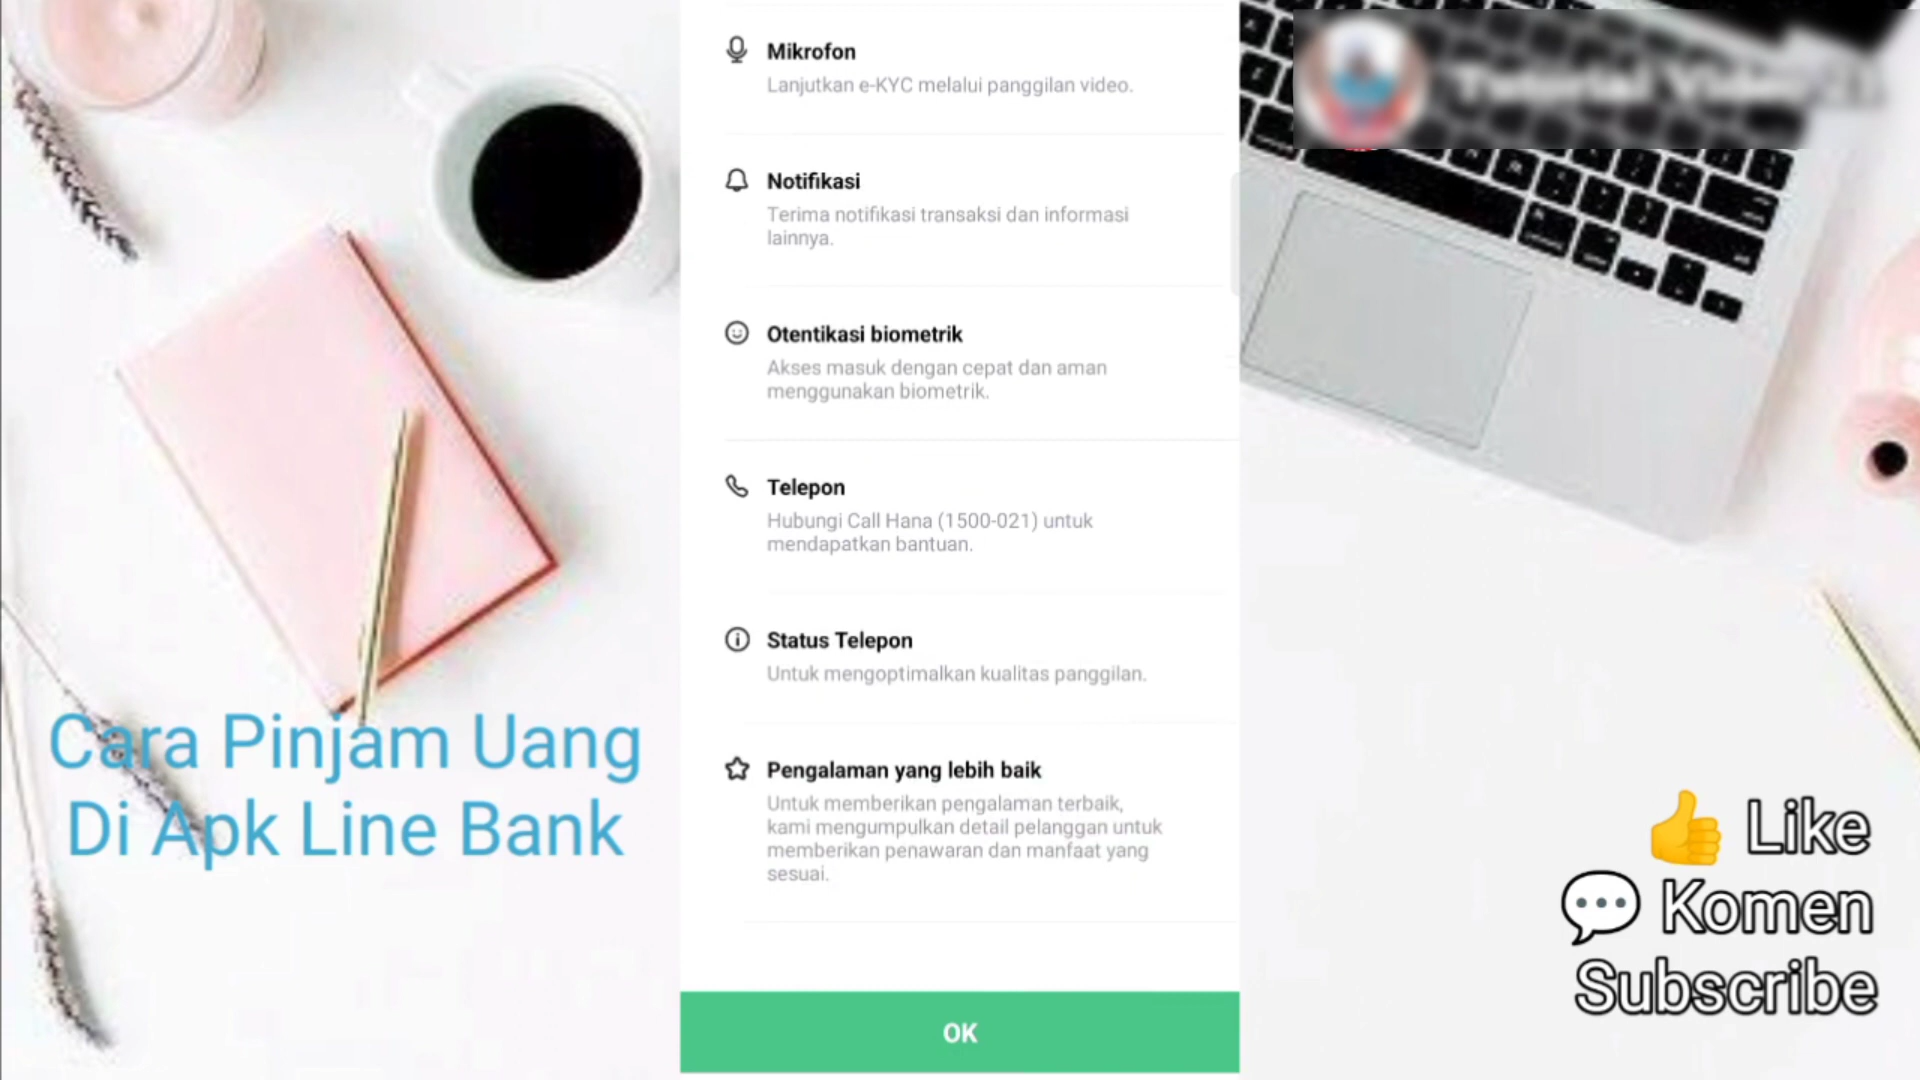 Mikrofon
Lanjutkan e-KYC melalui panggilan video.
Notifikasi
Terima notifikasi transaksi dan informasi
lainnya.
Otentikasi biometrik
Akses masuk dengan cepat dan aman
menggunakan biometrik.
Telepon
Hubungi Call Hana (1500-021) untuk
mendapatkan bantuan.
Status Telepon
Untuk mengoptimalkan kualitas panggilan.
Pengalaman yang lebih baik
Untuk memberikan pengalaman terbaik,
kami mengumpulkan detail pelanggan untuk
memberikan penawaran dan manfaat yang
sesuai.
OK
Cara Pinjam Uang
Di Apk Line Bank
👍 Like
💬 Komen
Subscribe